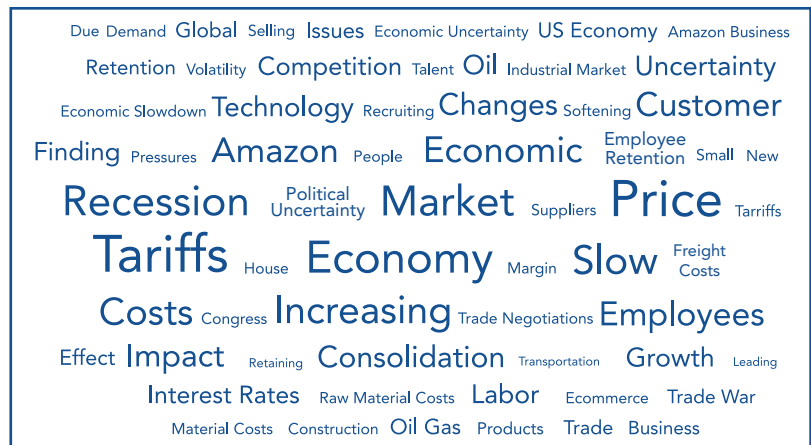 Due Demand Global Selling Issues Economic Uncertainty US Economy Amazon Business
Retention Volatility Competition Talent Oil Industrial Market Uncertainty
Economic Slowdown Technology Recruiting Changes Softening Customer
Finding Pressures Amazon People Economic Employee Retention Small New
Recession Political Uncertainty Market Suppliers Price Tarriffs
Tariffs House Economy Margin Slow Freight Costs
Costs Congress Increasing Trade Negotiations Employees
Effect Impact Retaining Consolidation Transportation Growth Leading
Interest Rates Raw Material Costs Labor Ecommerce Trade War
Material Costs Construction Oil Gas Products Trade Business